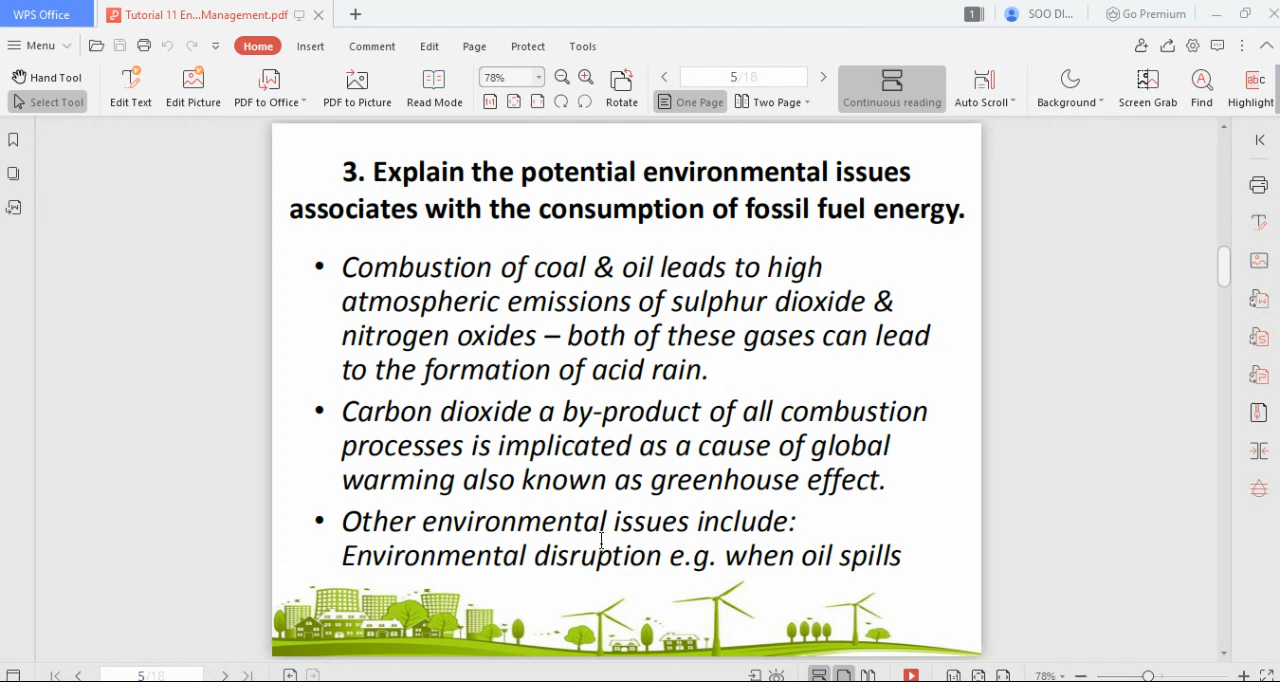 WPS Office
Tutorial 11 En...Management.pdf
1
SOO DI...
Go Premium
Menu
Home
Insert
Comment
Edit
Page
Protect
Tools
Hand Tool
Select Tool
Edit Text
Edit Picture
PDF to Office
PDF to Picture
Read Mode
78%
Rotate
5/18
One Page
Two Page
Continuous reading
Auto Scroll
Background
Screen Grab
Find
Highlight
3. Explain the potential environmental issues
associates with the consumption of fossil fuel energy.
• Combustion of coal & oil leads to high
atmospheric emissions of sulphur dioxide &
nitrogen oxides – both of these gases can lead
to the formation of acid rain.
• Carbon dioxide a by-product of all combustion
processes is implicated as a cause of global
warming also known as greenhouse effect.
• Other environmental issues include:
Environmental disruption e.g. when oil spills
5/18
78%